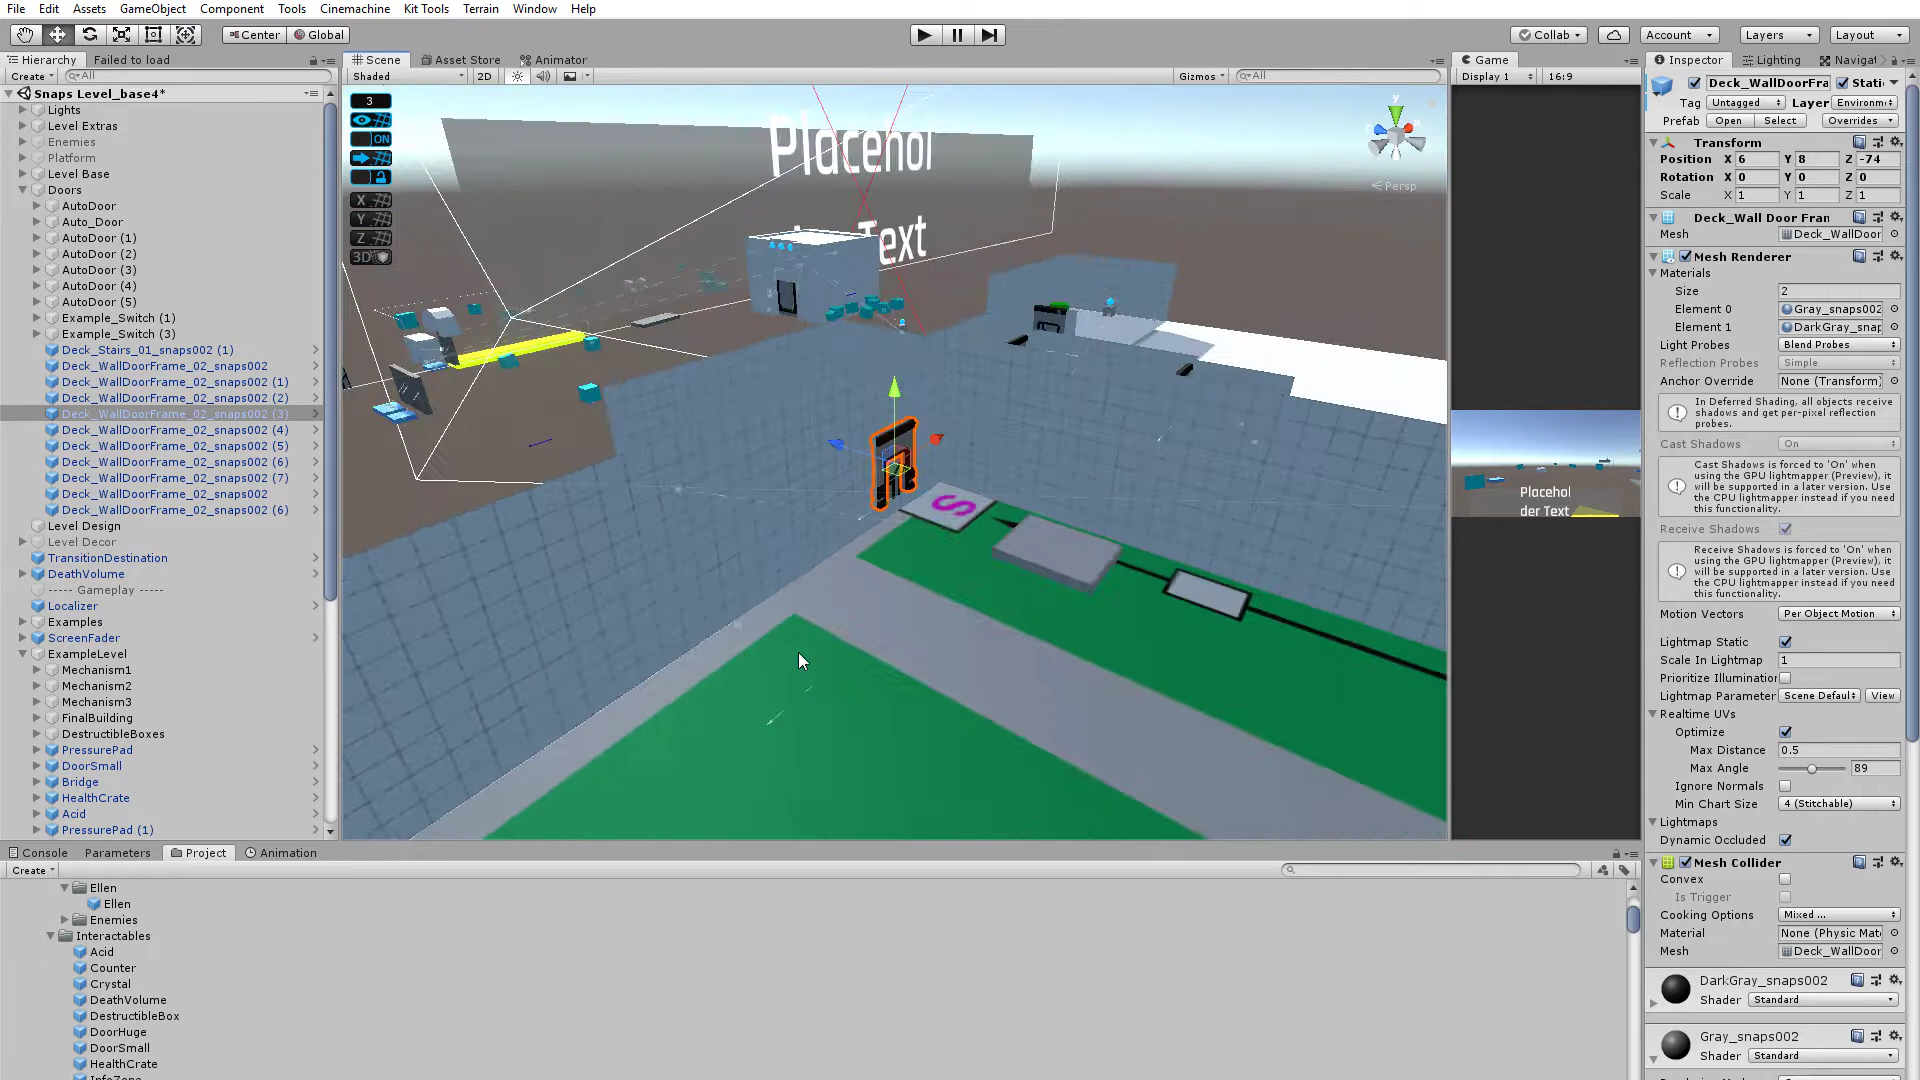 File Edit Assets GameObject Component Tools Cinemachine Kit Tools Terrain Window Help
Center Global Collab Account Layers Layout
Hierarchy Failed to load
Create All
Snaps Level_base4*
Lights
Level Extras
Enemies
Platform
Level Base
Doors
AutoDoor
Auto_Door
AutoDoor (1)
AutoDoor (2)
AutoDoor (3)
AutoDoor (4)
AutoDoor (5)
Example_Switch (1)
Example_Switch (3)
Deck_Stairs_01_snaps002 (1)
Deck_WallDoorFrame_02_snaps002
Deck_WallDoorFrame_02_snaps002 (1)
Deck_WallDoorFrame_02_snaps002 (2)
Deck_WallDoorFrame_02_snaps002 (3)
Deck_WallDoorFrame_02_snaps002 (4)
Deck_WallDoorFrame_02_snaps002 (5)
Deck_WallDoorFrame_02_snaps002 (6)
Deck_WallDoorFrame_02_snaps002 (7)
Deck_WallDoorFrame_02_snaps002
Deck_WallDoorFrame_02_snaps002 (6)
Level Design
Level Decor
TransitionDestination
DeathVolume
----- Gameplay -----
Localizer
Examples
ScreenFader
ExampleLevel
Mechanism1
Mechanism2
Mechanism3
FinalBuilding
DestructibleBoxes
PressurePad
DoorSmall
Bridge
HealthCrate
Acid
PressurePad (1)
Scene Asset Store Animator
Shaded 2D Gizmos All
3
ON
X
Y
Z
3D
Placehol
Text
y
Persp
S
Game
Display 1 16:9
Placehol
der Text
Inspector Lighting Navigat
Deck_WallDoorFra Stati
Tag Untagged Layer Environm
Prefab Open Select Overrides
Transform
Position X 6 Y 8 Z -74
Rotation X 0 Y 0 Z 0
Scale X 1 Y 1 Z 1
Deck_Wall Door Fran
Mesh Deck_WallDoor
Mesh Renderer
Materials
Size 2
Element 0 Gray_snaps002
Element 1 DarkGray_snap
Light Probes Blend Probes
Reflection Probes Simple
Anchor Override None (Transform)
In Deferred Shading, all objects receive
shadows and get per-pixel reflection
probes.
Cast Shadows On
Cast Shadows is forced to 'On' when
using the GPU lightmapper (Preview), it
will be supported in a later version. Use
the CPU lightmapper instead if you need
this functionality.
Receive Shadows
Receive Shadows is forced to 'On' when
using the GPU lightmapper (Preview), it
will be supported in a later version. Use
the CPU lightmapper instead if you need
this functionality.
Motion Vectors Per Object Motion
Lightmap Static
Scale In Lightmap 1
Prioritize Illumination
Lightmap Parameter Scene Defaul View
Realtime UVs
Optimize
Max Distance 0.5
Max Angle 89
Ignore Normals
Min Chart Size 4 (Stitchable)
Lightmaps
Dynamic Occluded
Mesh Collider
Convex
Is Trigger
Cooking Options Mixed ...
Material None (Physic Mate
Mesh Deck_WallDoor
DarkGray_snaps002
Shader Standard
Gray_snaps002
Shader Standard
Console Parameters Project Animation
Create
Ellen
Ellen
Enemies
Interactables
Acid
Counter
Crystal
DeathVolume
DestructibleBox
DoorHuge
DoorSmall
HealthCrate
InfoZone